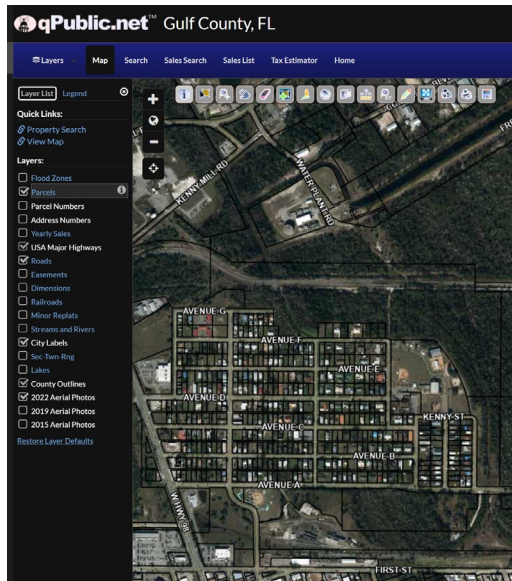 qPublic.net™ Gulf County, FL
Layers Map Search Sales Search Sales List Tax Estimator Home
Layer List Legend
Quick Links:
Property Search
View Map
Layers:
Flood Zones
Parcels
Parcel Numbers
Address Numbers
Yearly Sales
USA Major Highways
Roads
Easements
Dimensions
Railroads
Minor Replats
Streams and Rivers
City Labels
Sec-Twn-Rng
Lakes
County Outlines
2022 Aerial Photos
2019 Aerial Photos
2015 Aerial Photos
Restore Layer Defaults
KENNY MILL RD
WATER PLANT RD
AVENUE G
AVENUE F
AVENUE E
AVENUE D
KENNY ST
AVENUE C
AVENUE B
AVENUE A
W HWY 98
FIRST ST